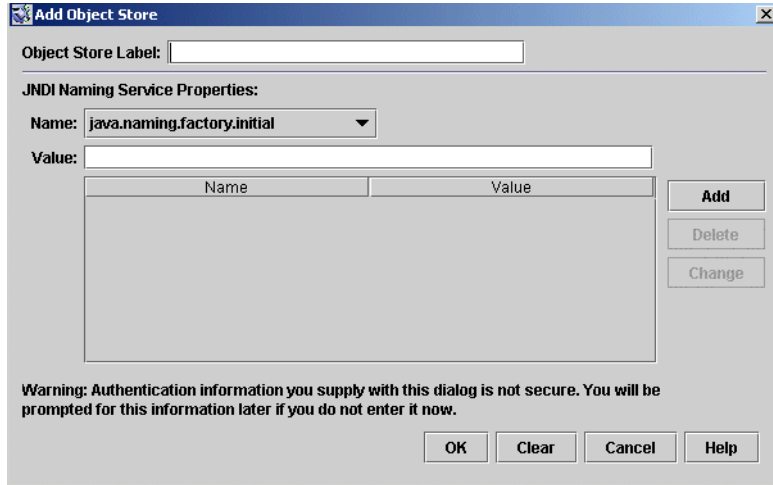 Add Object Store
Object Store Label:
JNDI Naming Service Properties:
Name: java.naming.factory.initial
Value:
Name Value
Add
Delete
Change
Warning: Authentication information you supply with this dialog is not secure. You will be
prompted for this information later if you do not enter it now.
OK Clear Cancel Help